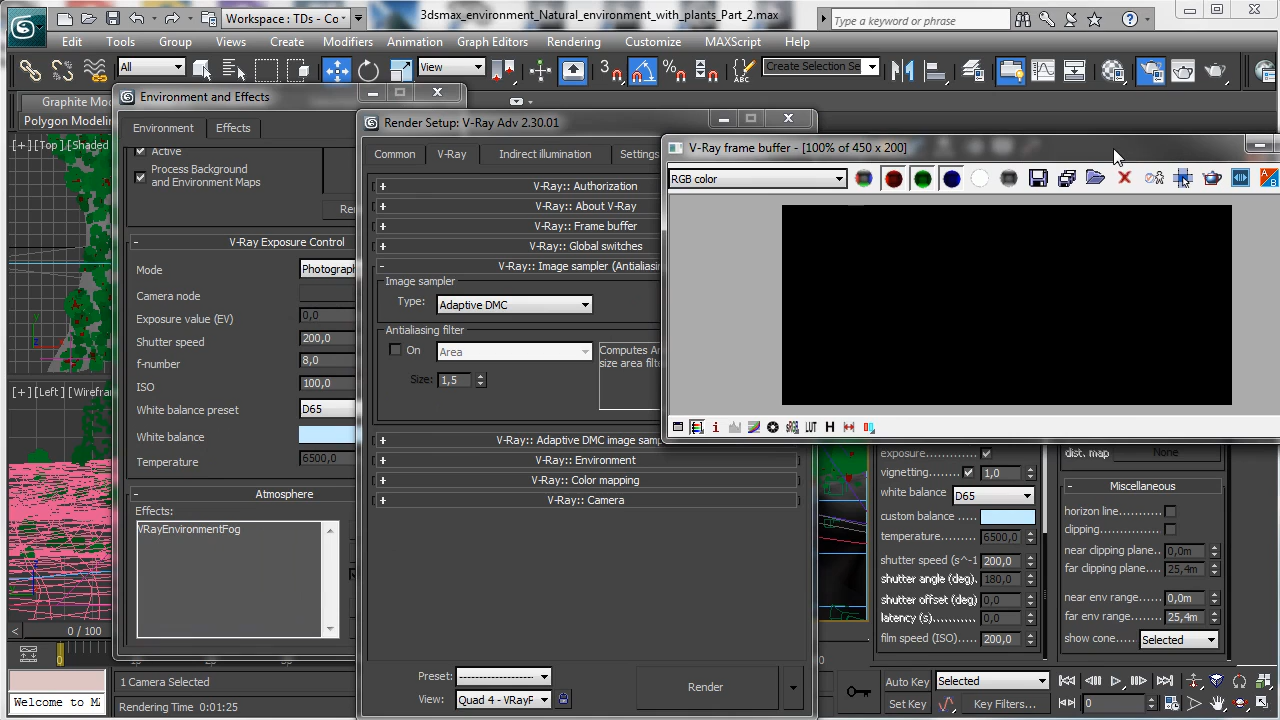 Workspace : TDs - Co
3dsmax_environment_Natural_environment_with_plants_Part_2.max
Type a keyword or phrase
Edit Tools Group Views Create Modifiers Animation Graph Editors Rendering Customize MAXScript Help
All
View
Create Selection Se
Graphite Mod
Polygon Modelin
[+][Top][Shaded
[+][Left][Wirefram
Environment and Effects
Environment Effects
Active
Process Background
and Environment Maps
V-Ray Exposure Control
Mode Photograph
Camera node
Exposure value (EV) 0,0
Shutter speed 200,0
f-number 8,0
ISO 100,0
White balance preset D65
White balance
Temperature 6500,0
Atmosphere
Effects:
VRayEnvironmentFog
Render Setup: V-Ray Adv 2.30.01
Common V-Ray Indirect illumination Settings
V-Ray:: Authorization
V-Ray:: About V-Ray
V-Ray:: Frame buffer
V-Ray:: Global switches
V-Ray:: Image sampler (Antialiasin
Image sampler
Type: Adaptive DMC
Antialiasing filter
On Area
Computes An
size area filt
Size: 1,5
V-Ray:: Adaptive DMC image samp
V-Ray:: Environment
V-Ray:: Color mapping
V-Ray:: Camera
Preset: --------------------
View: Quad 4 - VRayP
Render
V-Ray frame buffer - [100% of 450 x 200]
RGB color
exposure
vignetting 1,0
white balance D65
custom balance
temperature 6500,0
shutter speed (s^-1 200,0
shutter angle (deg) 180,0
shutter offset (deg) 0,0
latency (s) 0,0
film speed (ISO) 200,0
dist. map None
Miscellaneous
horizon line
clipping
near clipping plane 0,0m
far clipping plane 25,4m
near env range 0,0m
far env range 25,4m
show cone Selected
0 / 100
1 Camera Selected
Rendering Time 0:01:25
Auto Key Selected
Set Key Key Filters...
0